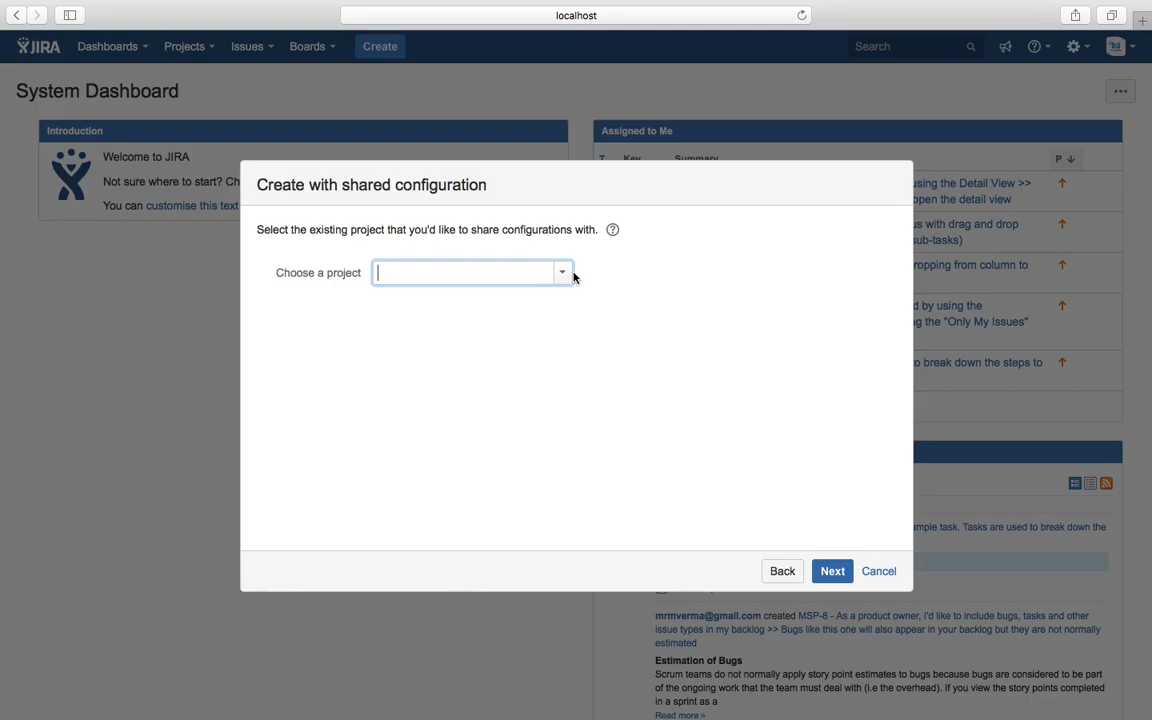 localhost
JIRA Dashboards Projects Issues Boards Create Search
System Dashboard
Introduction
Welcome to JIRA
Not sure where to start? Ch
You can customise this text
Assigned to Me
T Key Summary P
using the Detail View >>
open the detail view
us with drag and drop
sub-tasks)
ropping from column to
d by using the
g the "Only My Issues"
o break down the steps to
Create with shared configuration
Select the existing project that you'd like to share configurations with.
Choose a project
Back Next Cancel
ample task. Tasks are used to break down the
mrmverma@gmail.com created MSP-8 - As a product owner, I'd like to include bugs, tasks and other
issue types in my backlog >> Bugs like this one will also appear in your backlog but they are not normally
estimated
Estimation of Bugs
Scrum teams do not normally apply story point estimates to bugs because bugs are considered to be part
of the ongoing work that the team must deal with (i.e the overhead). If you view the story points completed
in a sprint as a
Read more »